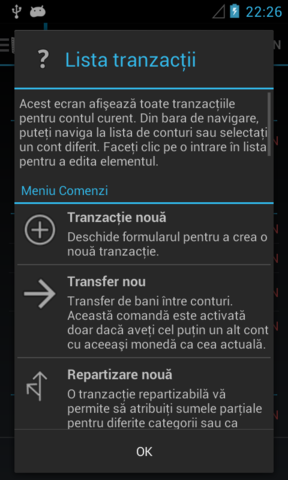 22:26
N
? Lista tranzacții
Acest ecran afişează toate tranzacțiile
pentru contul curent. Din bara de navigare,
puteți naviga la lista de conturi sau selectați
un cont diferit. Faceți clic pe o intrare în listă
pentru a edita elementul.
Meniu Comenzi
Tranzacție nouă
Deschide formularul pentru a crea o
nouă tranzacție.
Transfer nou
Transfer de bani între conturi.
Această comandă este activată
doar dacă aveți cel puțin un alt cont
cu aceeaşi monedă ca cea actuală.
Repartizare nouă
O tranzacție repartizabilă vă
permite să atribuiți sumele parțiale
pentru diferite categorii sau ca
OK